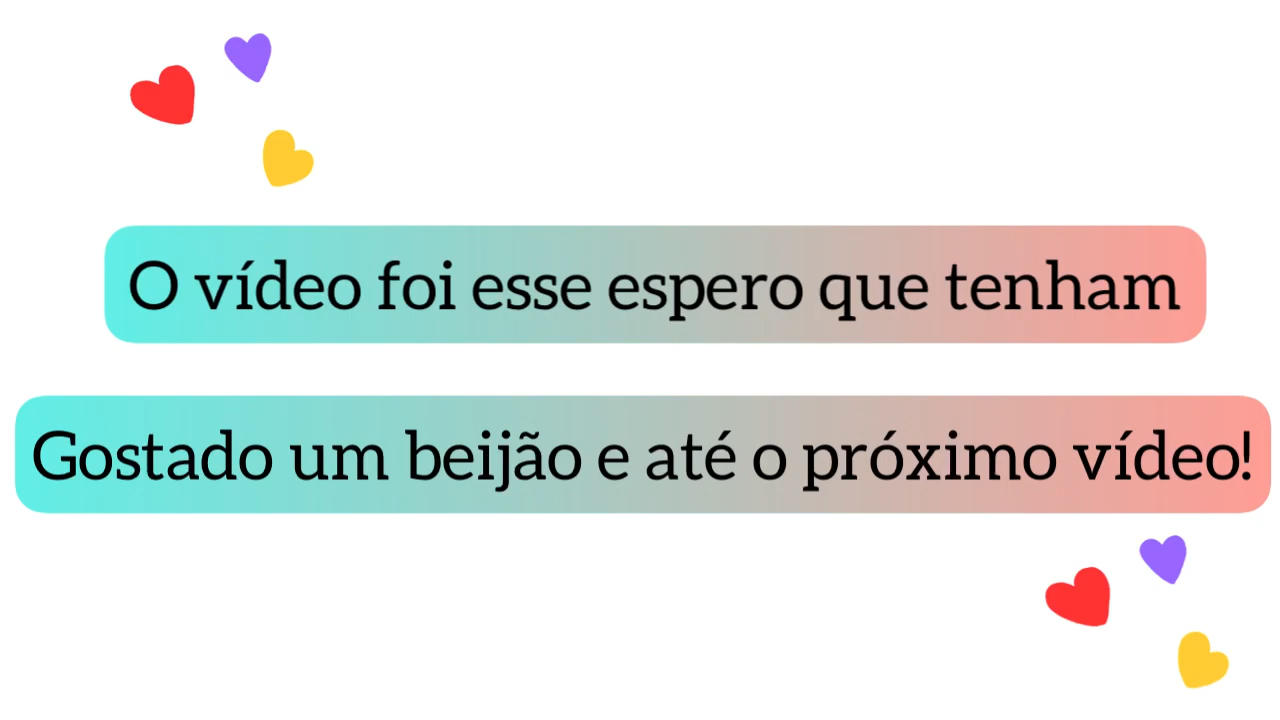 O vídeo foi esse espero que tenham
Gostado um beijão e até o próximo vídeo!